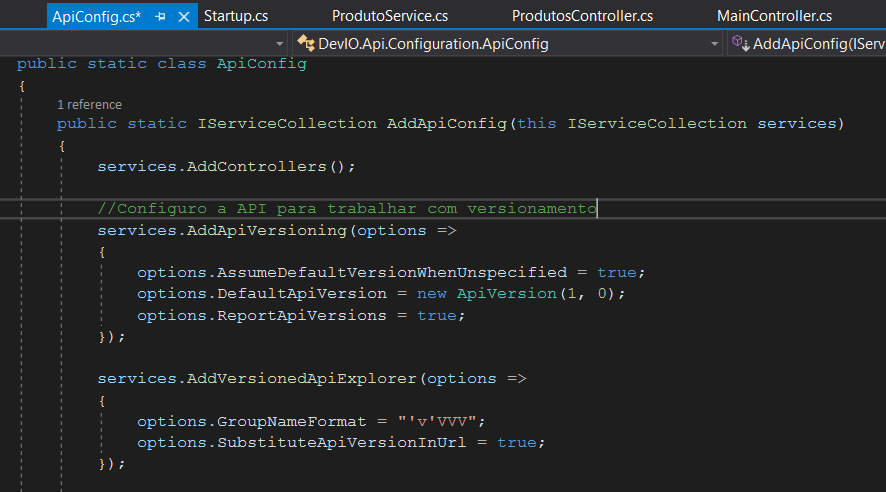 ApiConfig.cs* Startup.cs ProdutoService.cs ProdutosController.cs MainController.cs
DevIO.Api.Configuration.ApiConfig AddApiConfig(IServ
public static class ApiConfig
{
1 reference
public static IServiceCollection AddApiConfig(this IServiceCollection services)
{
services.AddControllers();
//Configuro a API para trabalhar com versionamento
services.AddApiVersioning(options =>
{
options.AssumeDefaultVersionWhenUnspecified = true;
options.DefaultApiVersion = new ApiVersion(1, 0);
options.ReportApiVersions = true;
});
services.AddVersionedApiExplorer(options =>
{
options.GroupNameFormat = "'v'VVV";
options.SubstituteApiVersionInUrl = true;
});